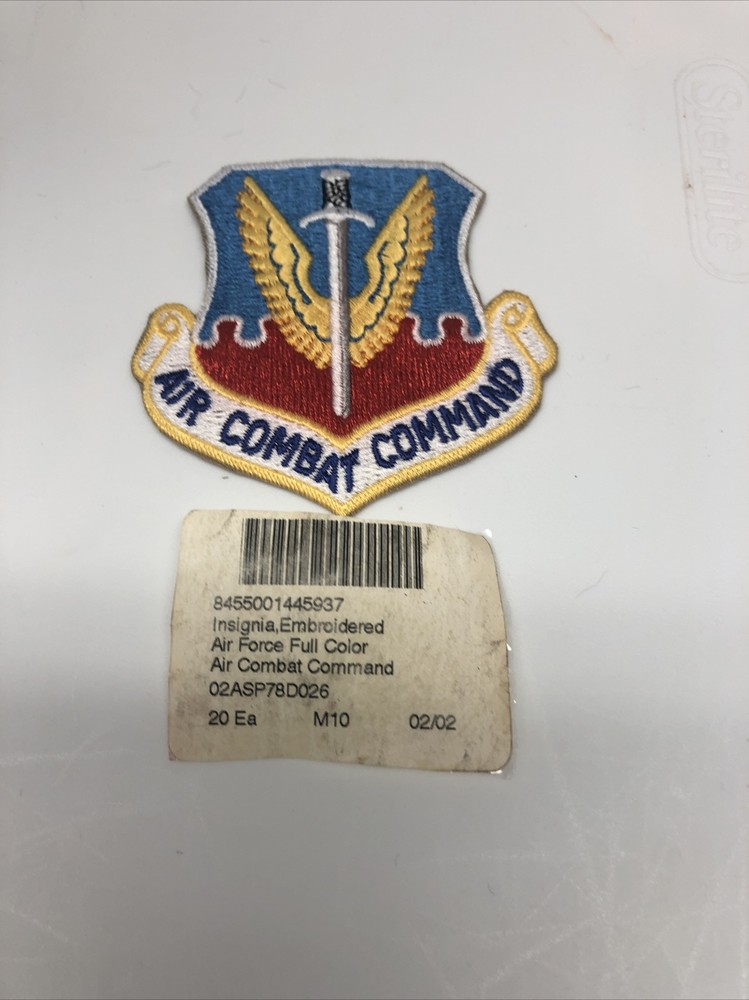 Sterilite
AIR COMBAT COMMAND
8455001445937
Insignia,Embroidered
Air Force Full Color
Air Combat Command
02ASP78D026
20 Ea M10 02/02